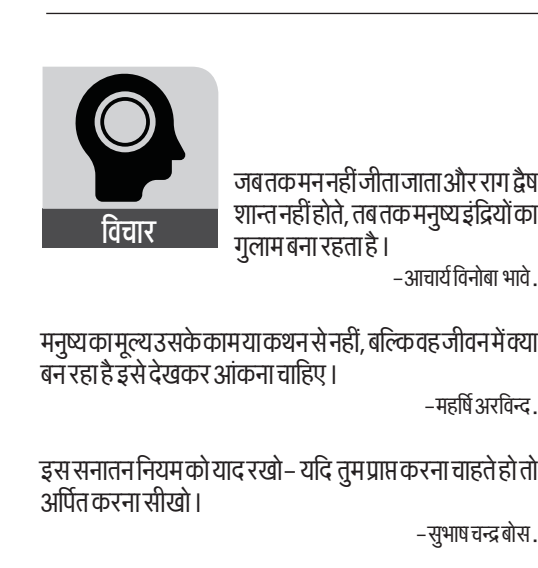 विचार
जब तक मन नहीं जीता जाता और राग द्वैष
शान्त नहीं होते, तब तक मनुष्य इंद्रियों का
गुलाम बना रहता है।
-आचार्य विनोबा भावे.
मनुष्य का मूल्य उसके काम या कथन से नहीं, बल्कि वह जीवन में क्या
बन रहा है इसे देखकर आंकना चाहिए।
-महर्षि अरविन्द.
इस सनातन नियम को याद रखो- यदि तुम प्राप्त करना चाहते हो तो
अर्पित करना सीखो।
-सुभाष चन्द्र बोस.